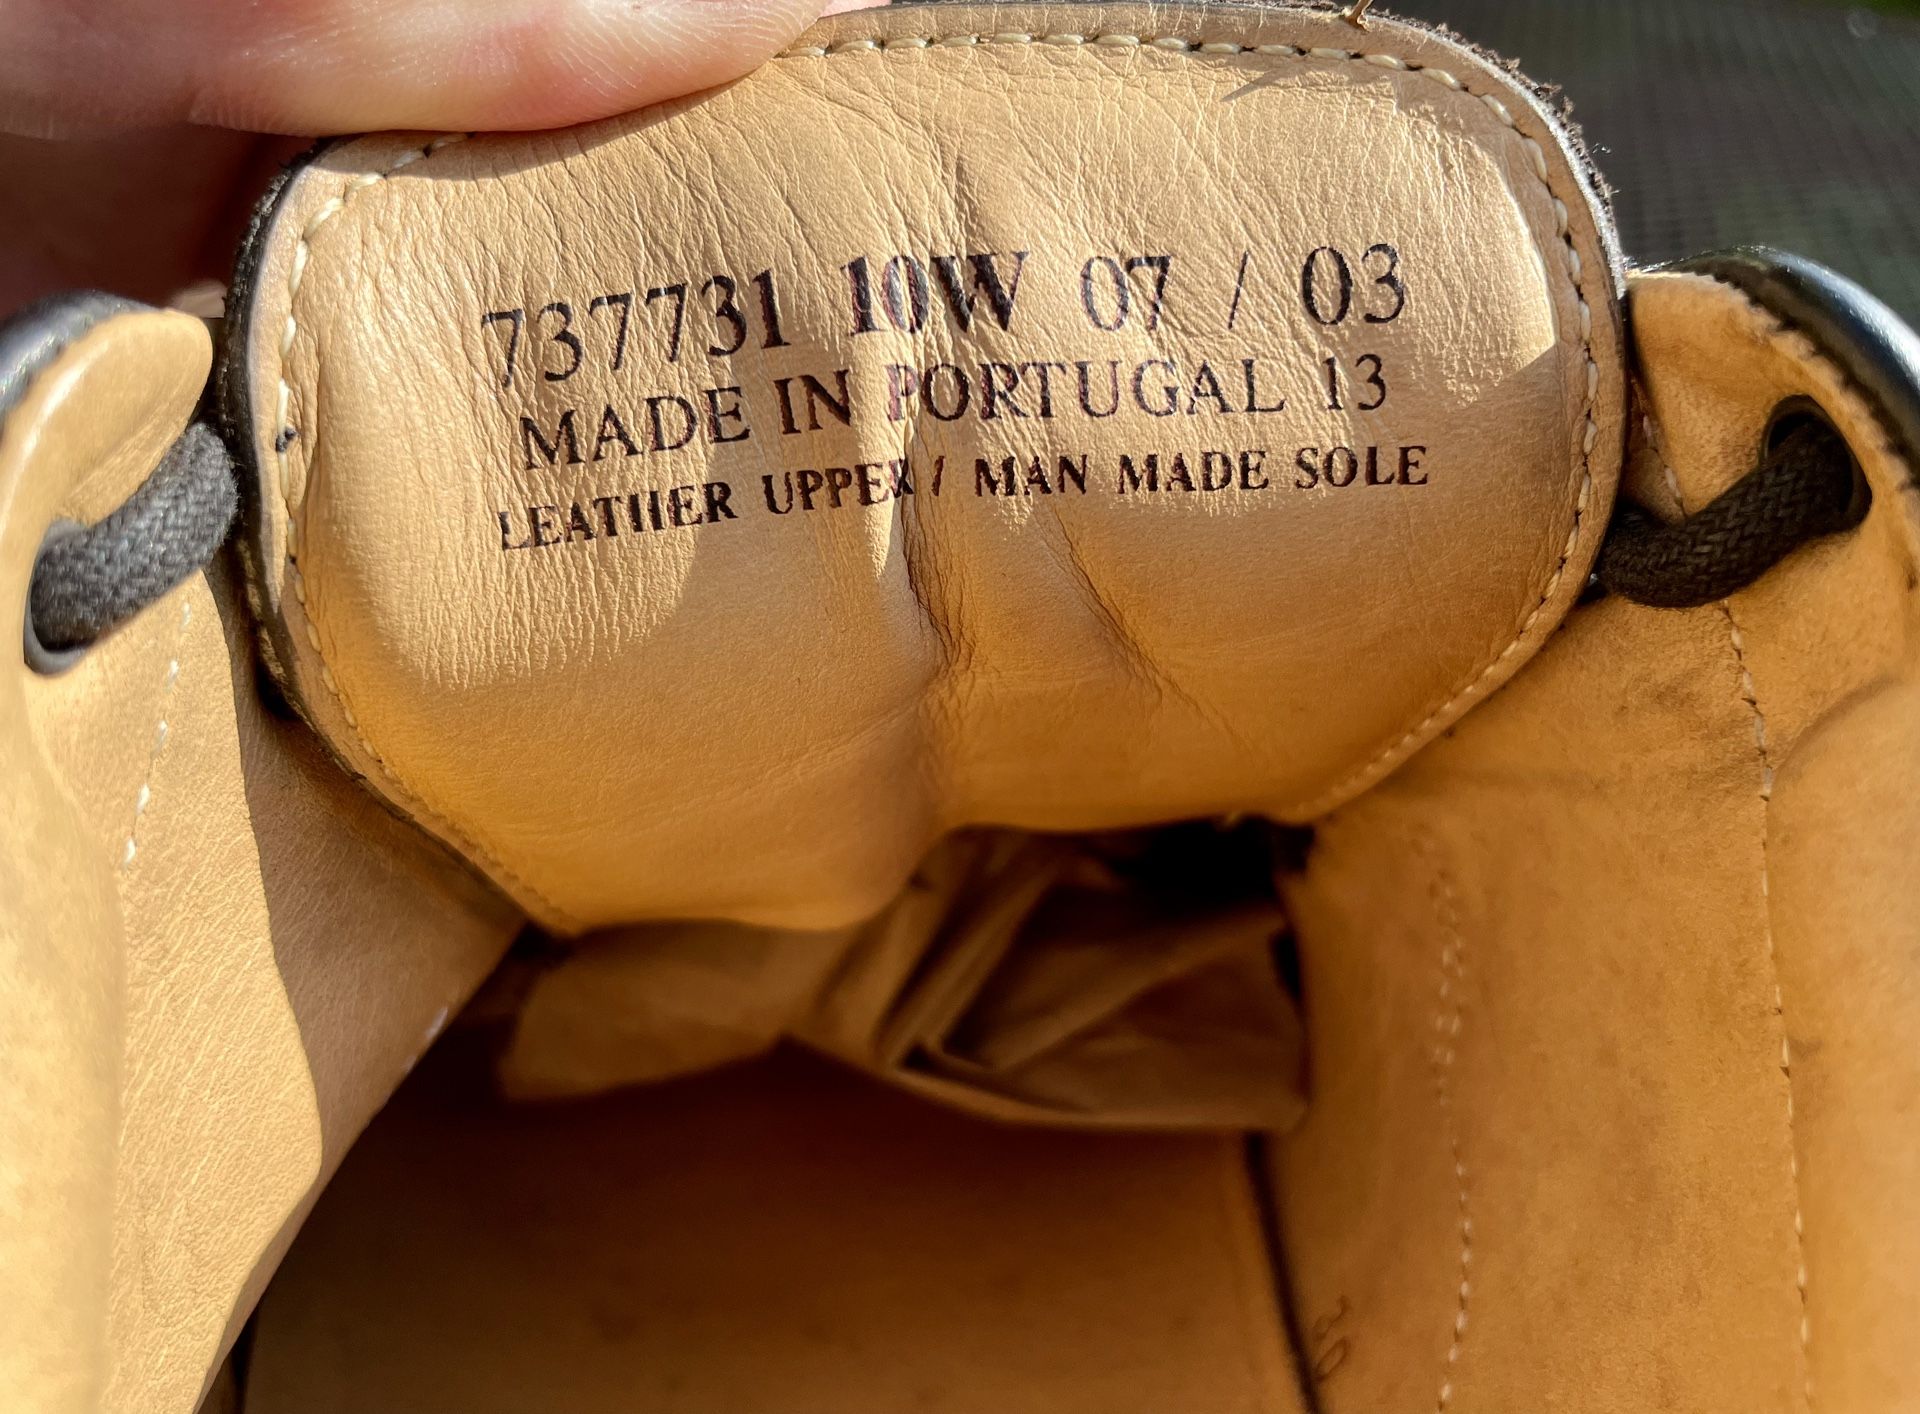 737731 10W 07 / 03
MADE IN PORTUGAL 13
LEATHER UPPER / MAN MADE SOLE